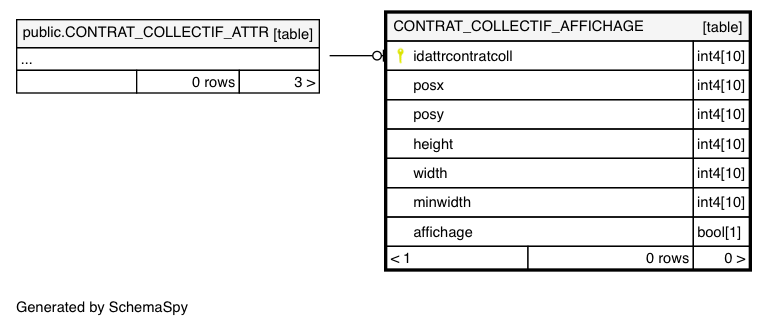 public.CONTRAT_COLLECTIF_ATTR [table]
...
0 rows 3 >
CONTRAT_COLLECTIF_AFFICHAGE [table]
idattrcontratcoll int4[10]
posx int4[10]
posy int4[10]
height int4[10]
width int4[10]
minwidth int4[10]
affichage bool[1]
< 1 0 rows 0 >
Generated by SchemaSpy